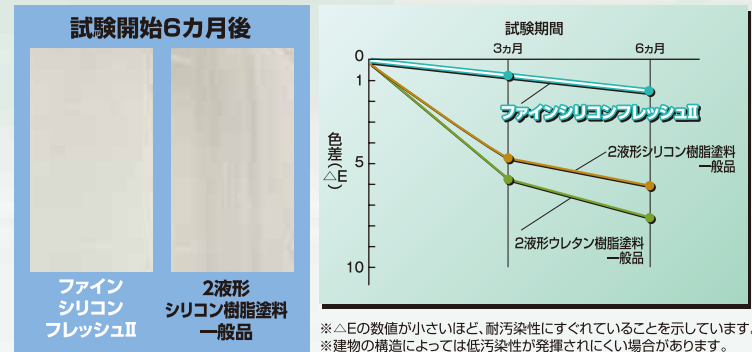 試験開始6カ月後
ファイン
シリコン
フレッシュⅡ
2液形
シリコン樹脂塗料
一般品
試験期間
3ヵ月
6ヵ月
0
1
5
10
色差(△E)
ファインシリコンフレッシュⅡ
2液形シリコン樹脂塗料
一般品
2液形ウレタン樹脂塗料
一般品
※△Eの数値が小さいほど、耐汚染性にすぐれていることを示しています。
※建物の構造によっては低汚染性が発揮されにくい場合があります。